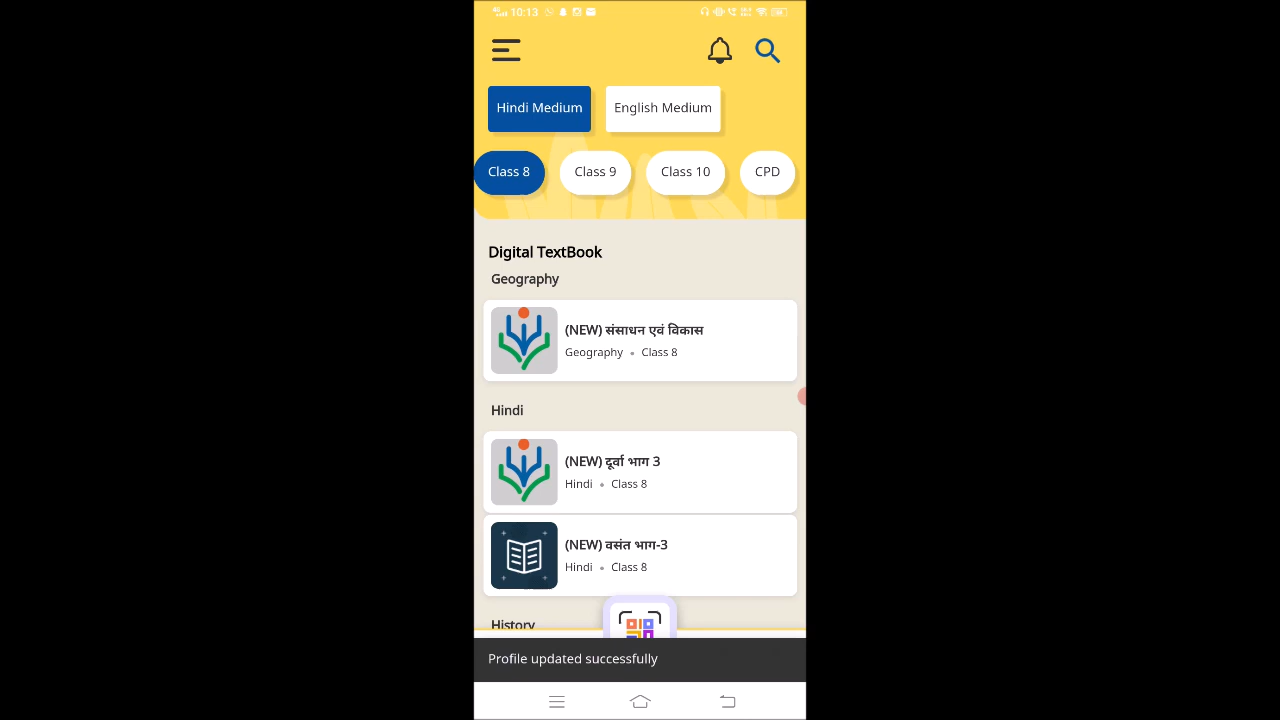 10:13
Hindi Medium English Medium
Class 8 Class 9 Class 10 CPD
Digital TextBook
Geography
(NEW) संसाधन एवं विकास
Geography • Class 8
Hindi
(NEW) दूर्वा भाग 3
Hindi • Class 8
(NEW) वसंत भाग-3
Hindi • Class 8
History
Profile updated successfully